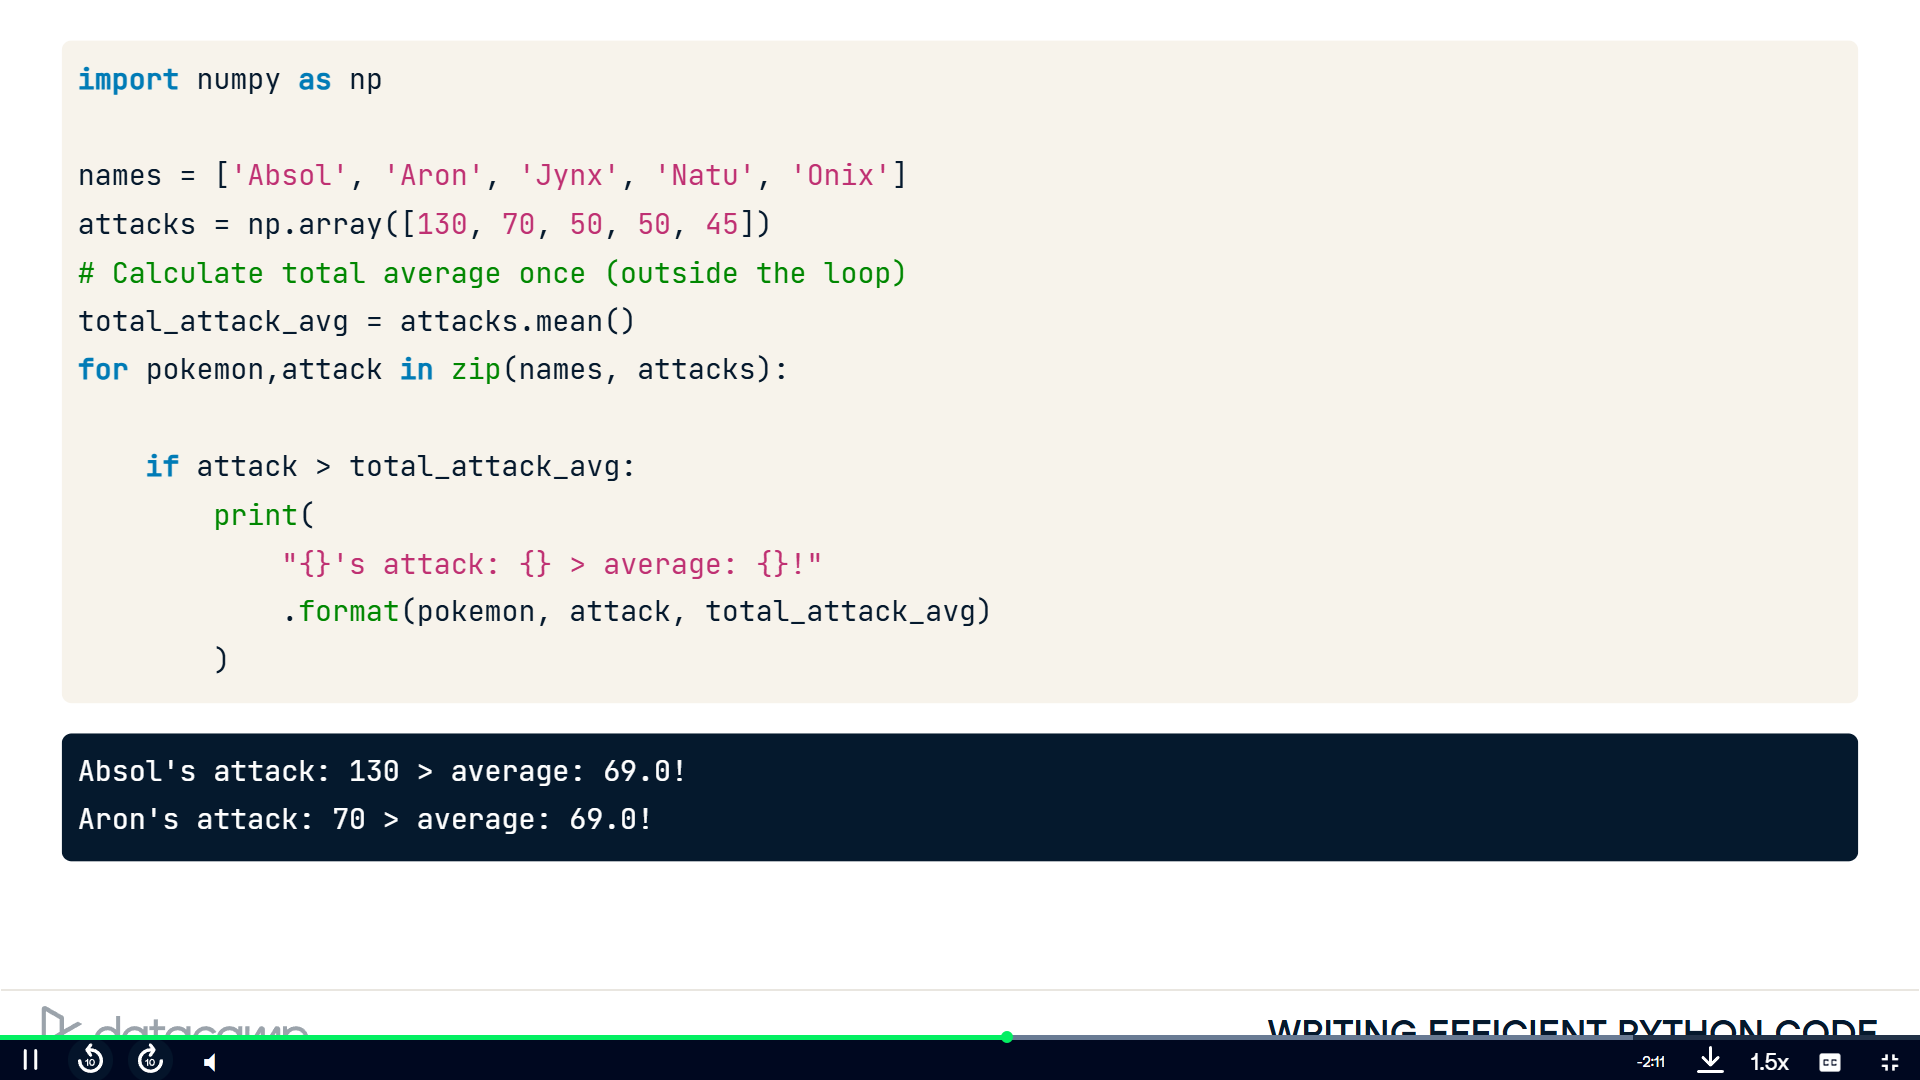 import numpy as np
names = ['Absol', 'Aron', 'Jynx', 'Natu', 'Onix']
attacks = np.array([130, 70, 50, 50, 45])
# Calculate total average once (outside the loop)
total_attack_avg = attacks.mean()
for pokemon,attack in zip(names, attacks):
    if attack > total_attack_avg:
        print(
            "{}'s attack: {} > average: {}!"
            .format(pokemon, attack, total_attack_avg)
        )
Absol's attack: 130 > average: 69.0!
Aron's attack: 70 > average: 69.0!
datacamp
WRITING EFFICIENT PYTHON CODE
10 10 -2:11 1.5x CC